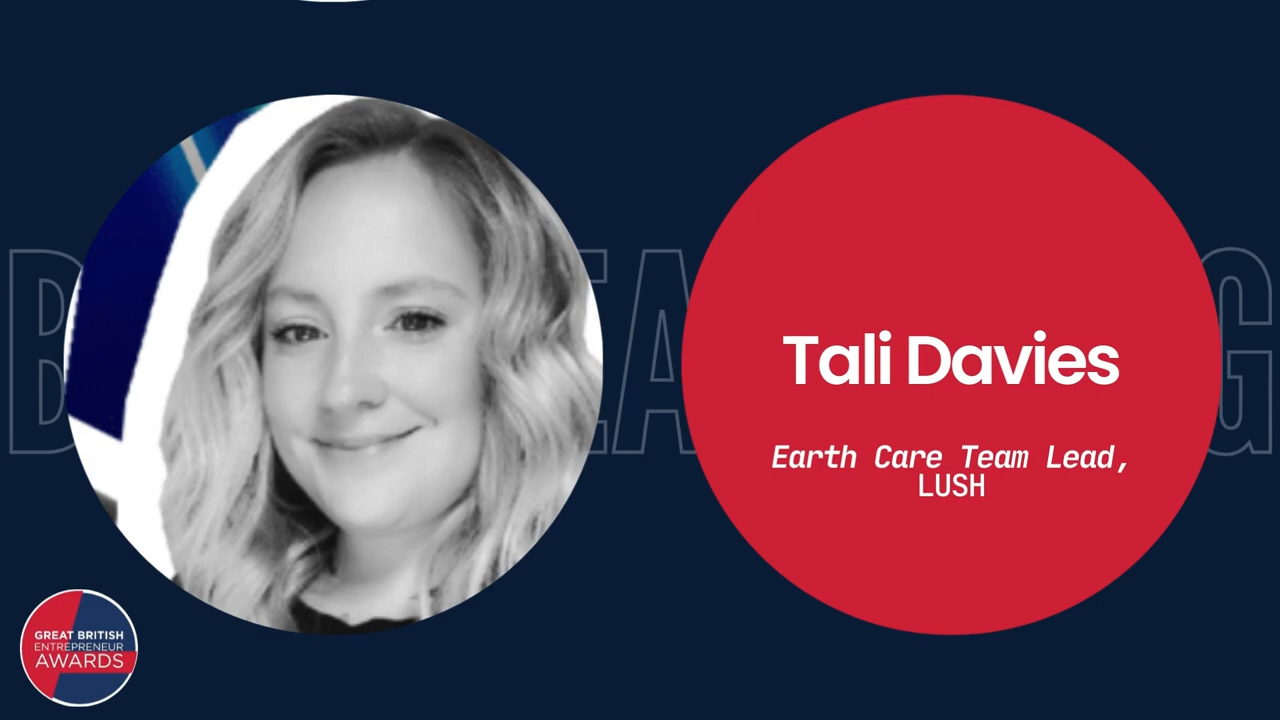 Tali Davies
Earth Care Team Lead,
LUSH
GREAT BRITISH
ENTREPRENEUR
AWARDS